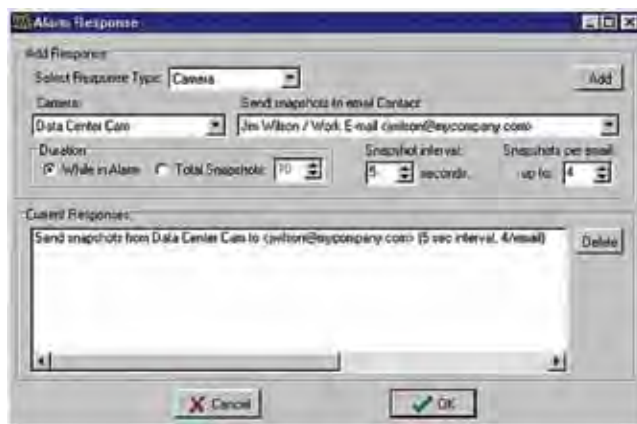 Alarm Response
Add Response
Select Response Type: Camera
Add
Camera: Send snapshots to email Contact:
Data Center Cam Jim Wilson / Work E-mail <jwilson@mycompany.com>
Duration Snapshot interval: Snapshots per email:
While in Alarm Total Snapshots: 10 5 seconds. up to: 4
Current Responses:
Send snapshots from Data Center Cam to <jwilson@mycompany.com> (5 sec interval, 4/email)
Delete
Cancel OK